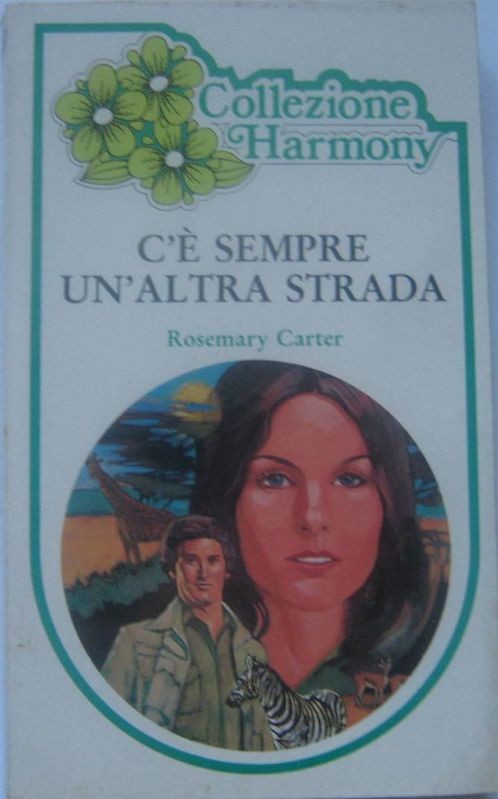 Collezione
Harmony
C'È SEMPRE
UN'ALTRA STRADA
Rosemary Carter